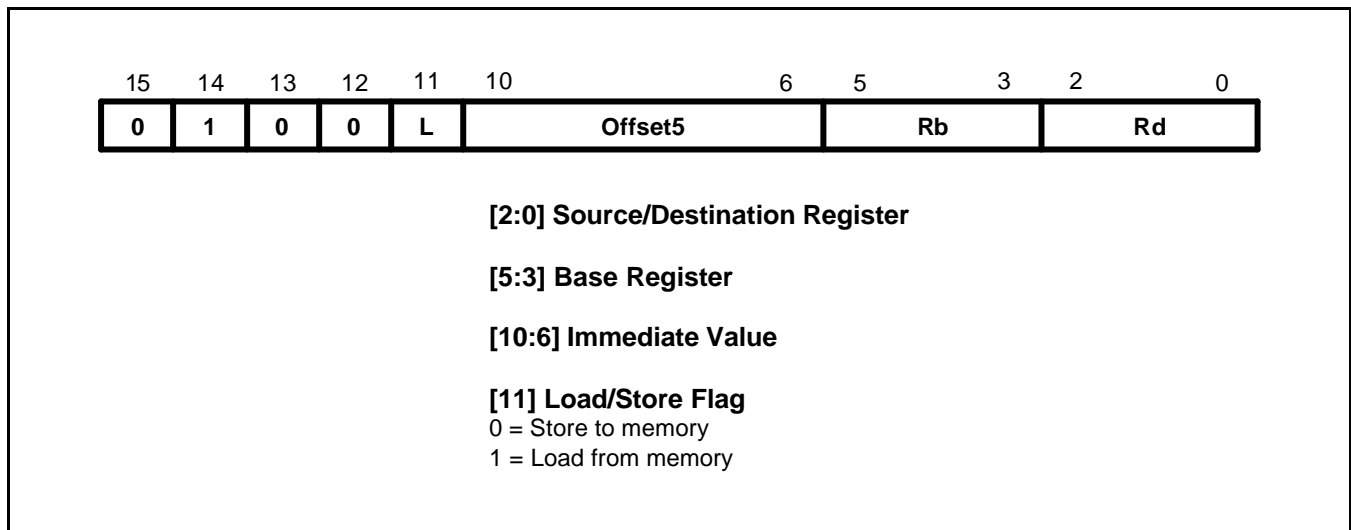 15 14 13 12 11 10 6 5 3 2 0
0 1 0 0 L Offset5 Rb Rd
[2:0] Source/Destination Register
[5:3] Base Register
[10:6] Immediate Value
[11] Load/Store Flag
0 = Store to memory
1 = Load from memory